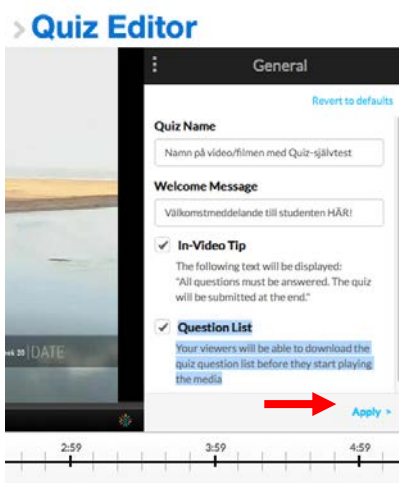 > Quiz Editor
General
Revert to defaults
Quiz Name
Namn på video/filmen med Quiz-självtest
Welcome Message
Välkomstmeddelande till studenten HÄR!
In-Video Tip
The following text will be displayed:
"All questions must be answered. The quiz
will be submitted at the end."
Question List
Your viewers will be able to download the
quiz question list before they start playing
the media
20 | DATE
Apply >
2:59 3:59 4:59